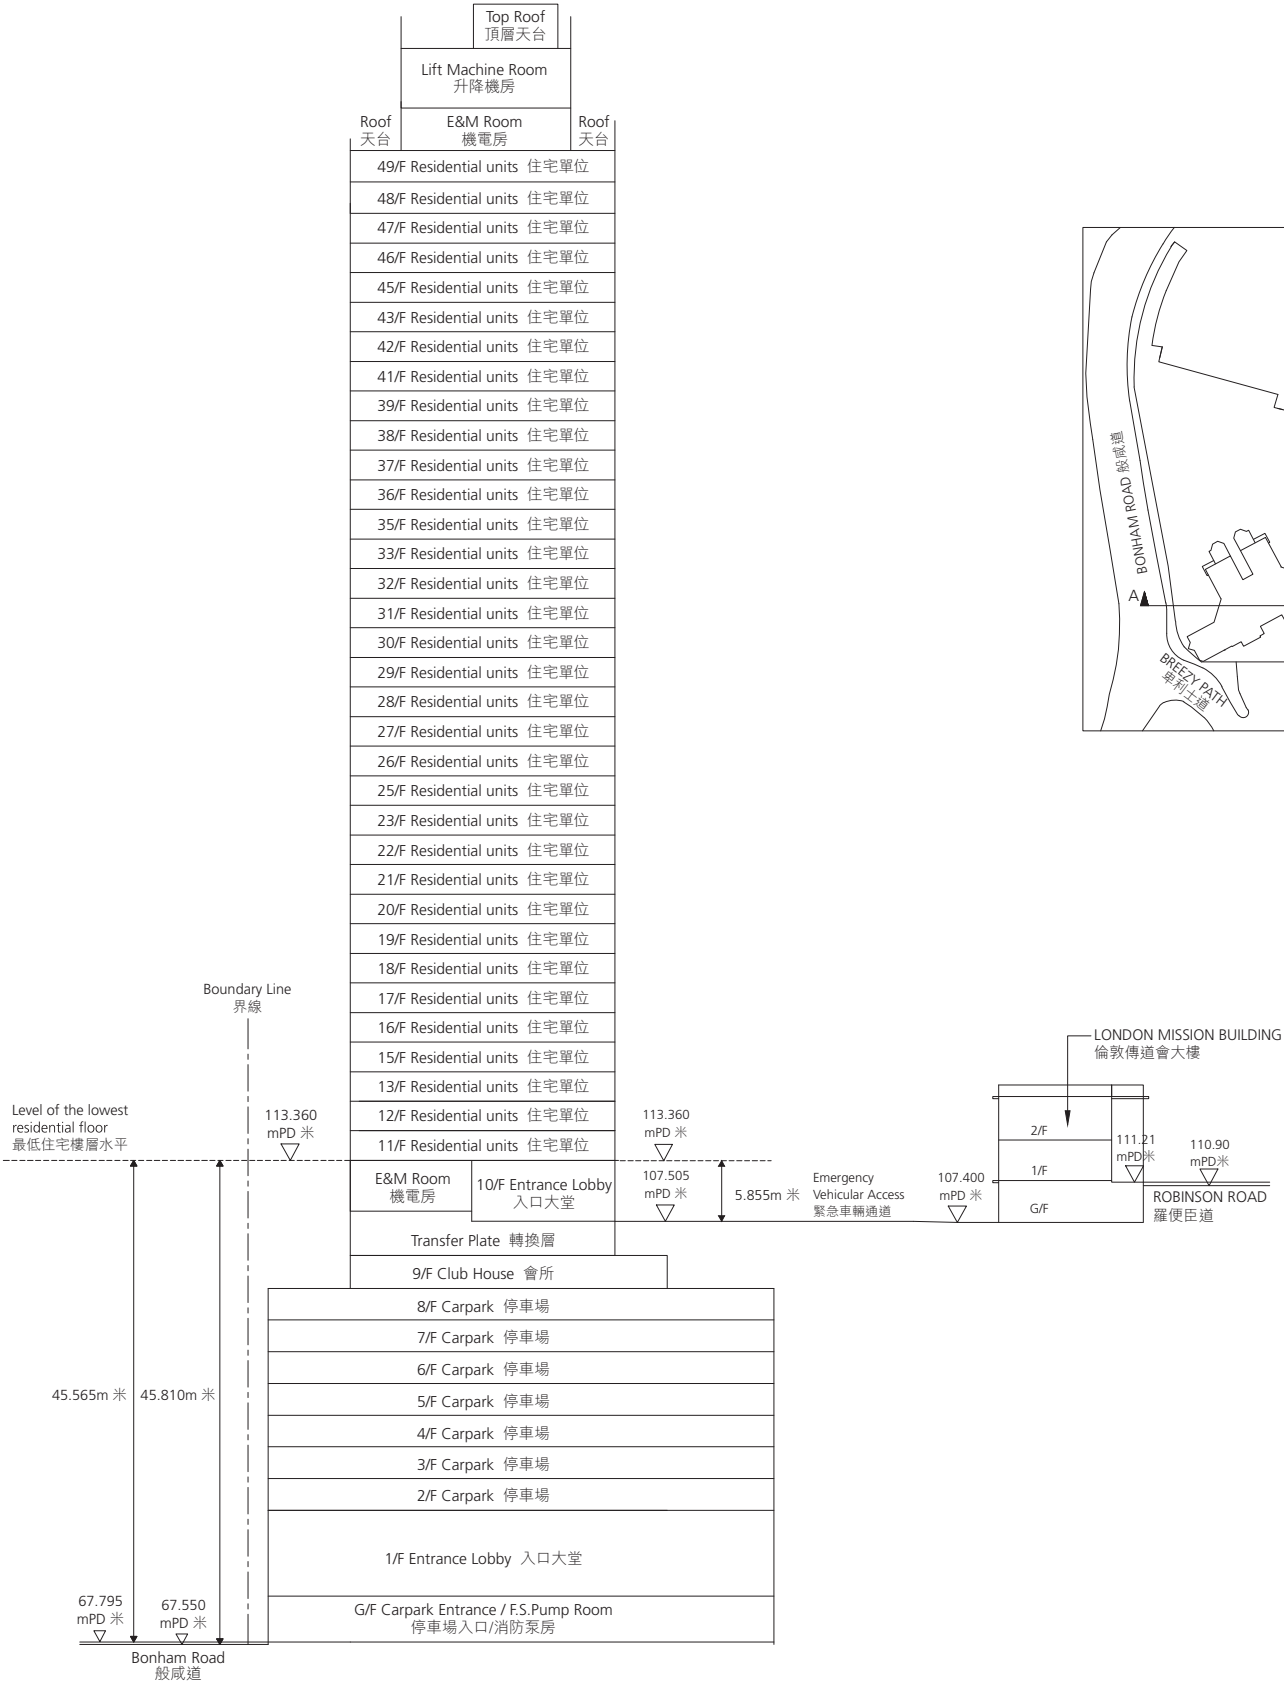 Top Roof
頂層天台
Lift Machine Room
升降機房
Roof
天台
E&M Room
機電房
Roof
天台
49/F Residential units 住宅單位
48/F Residential units 住宅單位
47/F Residential units 住宅單位
46/F Residential units 住宅單位
45/F Residential units 住宅單位
43/F Residential units 住宅單位
42/F Residential units 住宅單位
41/F Residential units 住宅單位
39/F Residential units 住宅單位
38/F Residential units 住宅單位
37/F Residential units 住宅單位
36/F Residential units 住宅單位
35/F Residential units 住宅單位
33/F Residential units 住宅單位
32/F Residential units 住宅單位
31/F Residential units 住宅單位
30/F Residential units 住宅單位
29/F Residential units 住宅單位
28/F Residential units 住宅單位
27/F Residential units 住宅單位
26/F Residential units 住宅單位
25/F Residential units 住宅單位
23/F Residential units 住宅單位
22/F Residential units 住宅單位
21/F Residential units 住宅單位
20/F Residential units 住宅單位
19/F Residential units 住宅單位
18/F Residential units 住宅單位
17/F Residential units 住宅單位
16/F Residential units 住宅單位
15/F Residential units 住宅單位
13/F Residential units 住宅單位
12/F Residential units 住宅單位
11/F Residential units 住宅單位
E&M Room
機電房
10/F Entrance Lobby
入口大堂
Transfer Plate 轉換層
9/F Club House 會所
8/F Carpark 停車場
7/F Carpark 停車場
6/F Carpark 停車場
5/F Carpark 停車場
4/F Carpark 停車場
3/F Carpark 停車場
2/F Carpark 停車場
1/F Entrance Lobby 入口大堂
G/F Carpark Entrance / F.S.Pump Room
停車場入口/消防泵房
Boundary Line
界線
Level of the lowest
residential floor
最低住宅樓層水平
113.360
mPD 米
45.565m 米
45.810m 米
67.795
mPD 米
67.550
mPD 米
Bonham Road
般咸道
113.360
mPD 米
107.505
mPD 米
5.855m 米
Emergency
Vehicular Access
緊急車輛通道
107.400
mPD 米
LONDON MISSION BUILDING
倫敦傳道會大樓
2/F
1/F
G/F
111.21
mPD米
110.90
mPD米
ROBINSON ROAD
羅便臣道
BONHAM ROAD 般咸道
A
BREEZY PATH
卑利士道